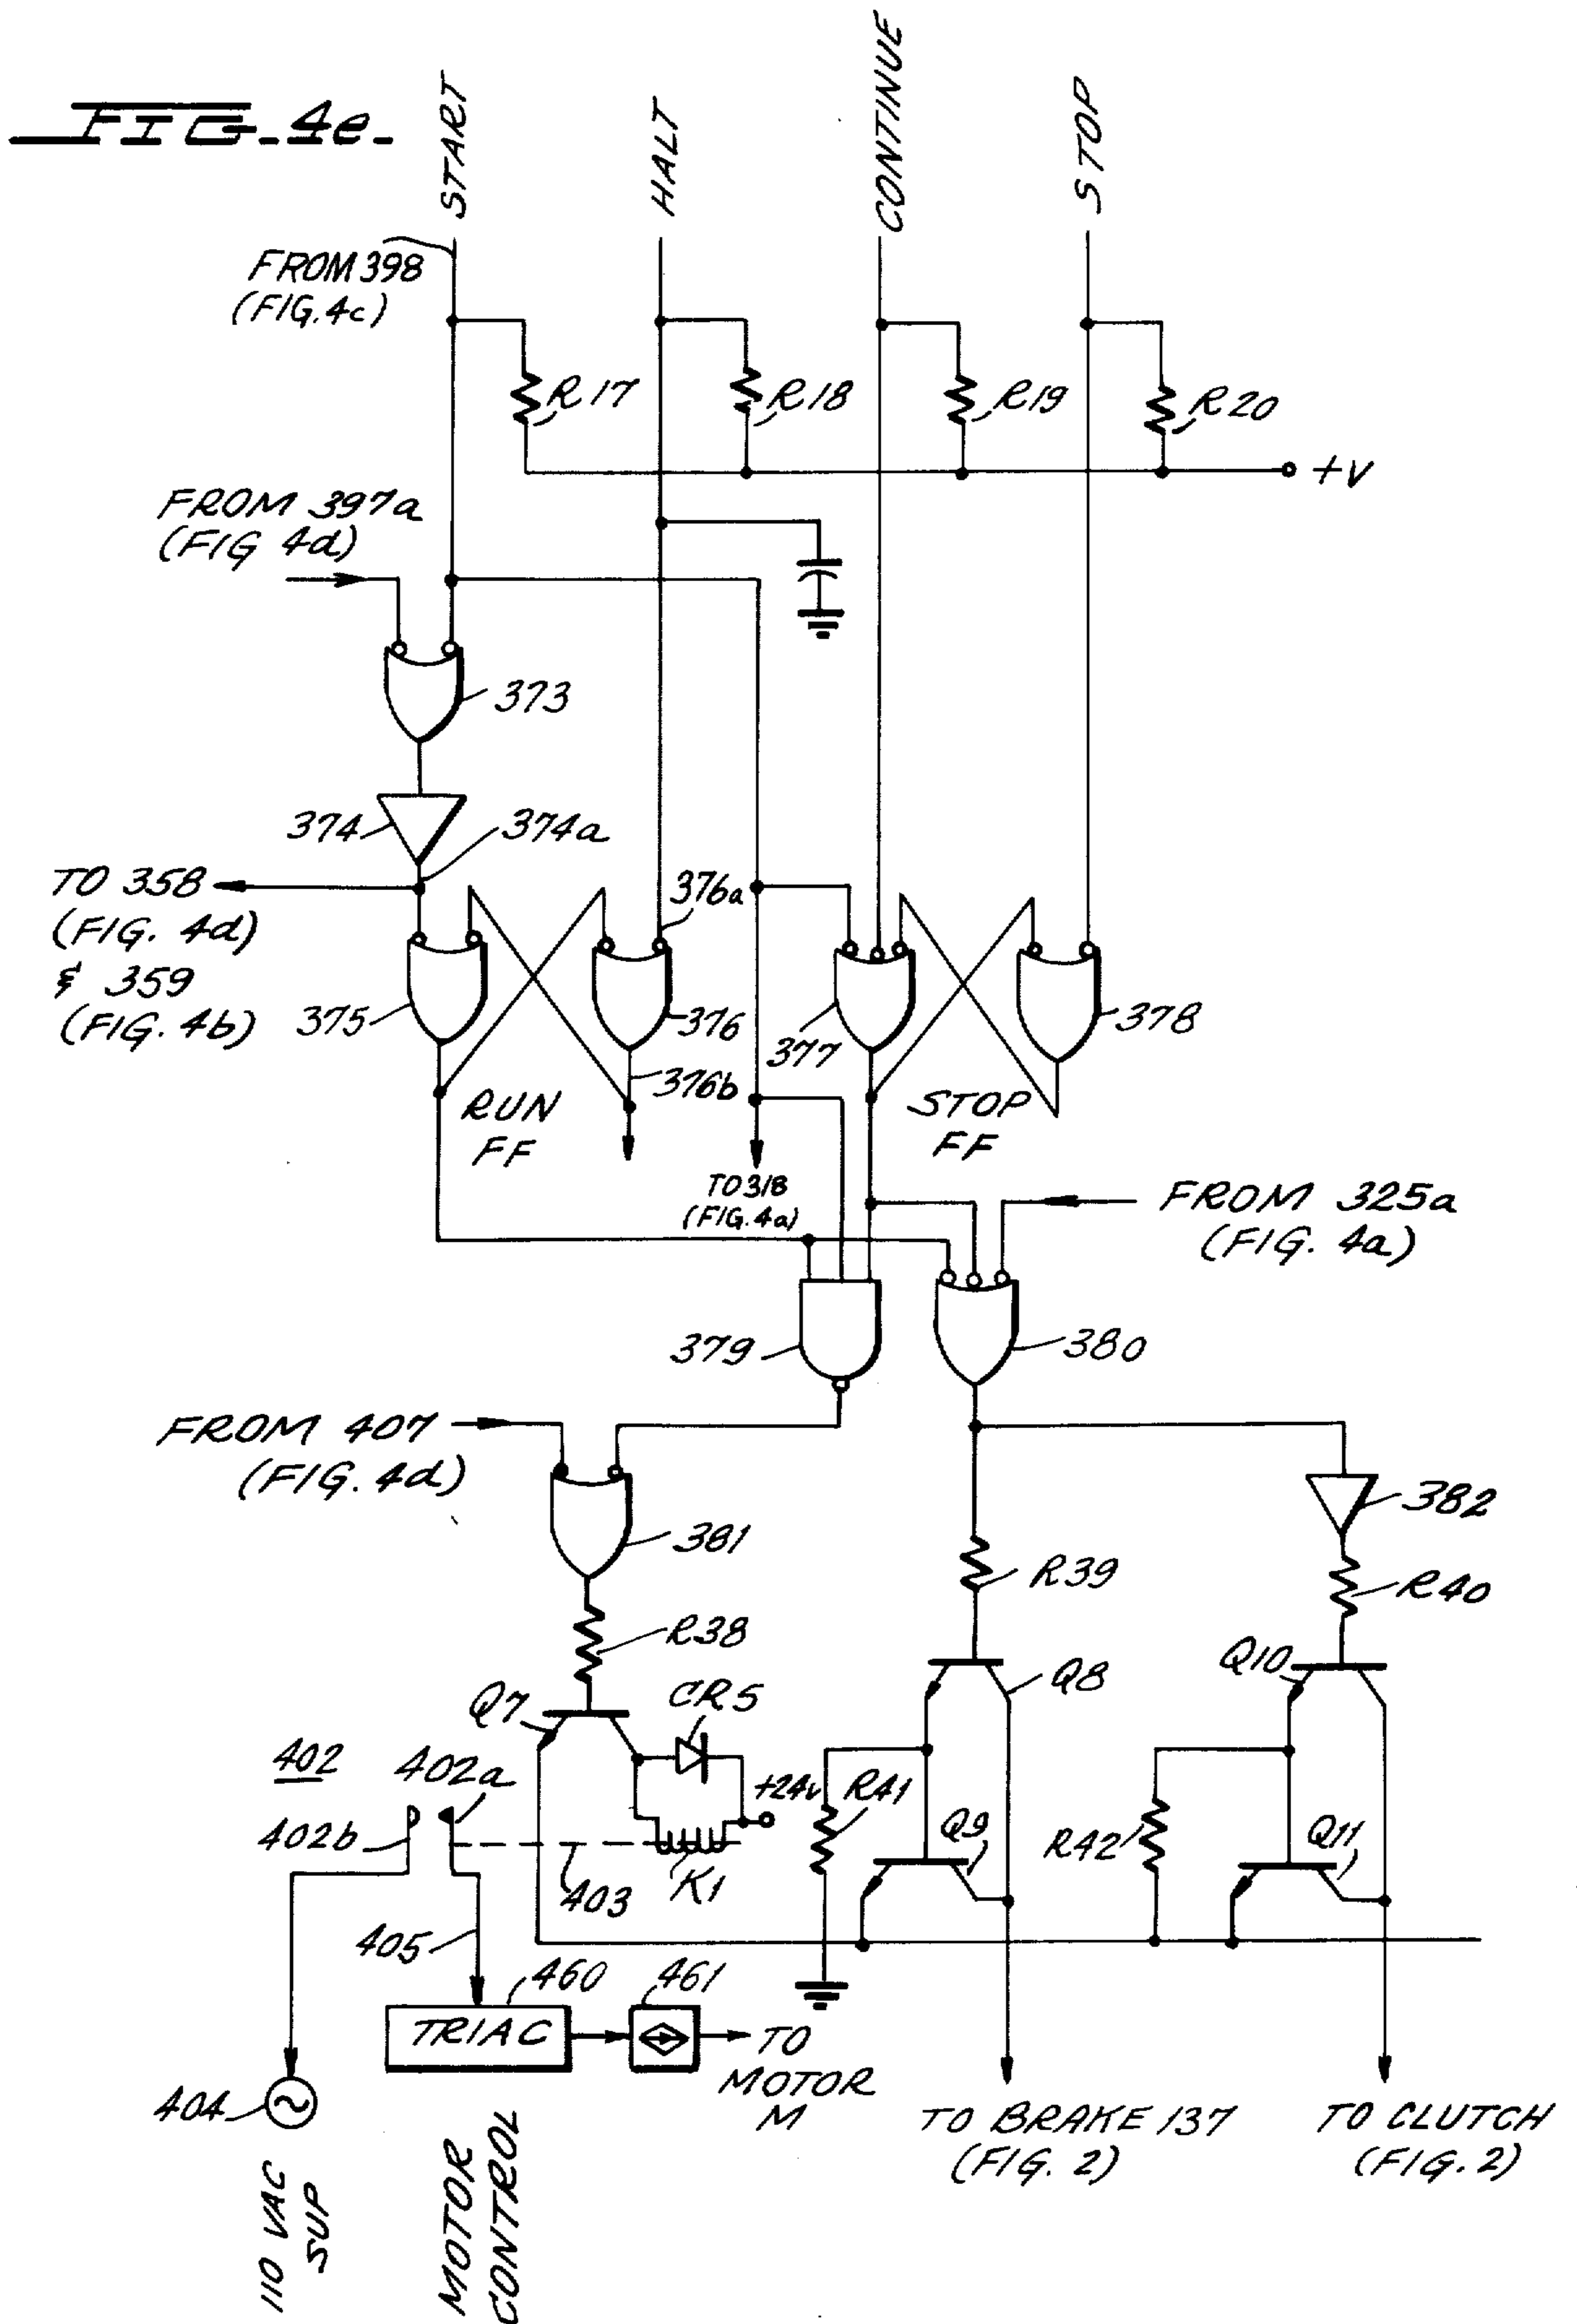 FIG. 4e.
START
HALT
CONTINUE
STOP
FROM 398
(FIG. 4c)
R17
R18
R19
R20
+V
FROM 397a
(FIG 4d)
373
374
374a
TO 358
(FIG. 4d)
& 359
(FIG. 4b)
376a
375
376
377
378
376b
RUN
FF
STOP
FF
TO 318
(FIG. 4a)
FROM 325a
(FIG. 4a)
379
380
FROM 407
(FIG. 4d)
381
382
R38
R39
R40
Q7
CR5
Q8
Q10
402
402a
+24V
R41
Q9
R42
Q11
402b
403
K1
405
460
461
TRIAC
TO
MOTOR
M
404
TO BRAKE 137
(FIG. 2)
TO CLUTCH
(FIG. 2)
110 VAC
SUP
MOTOR
CONTROL